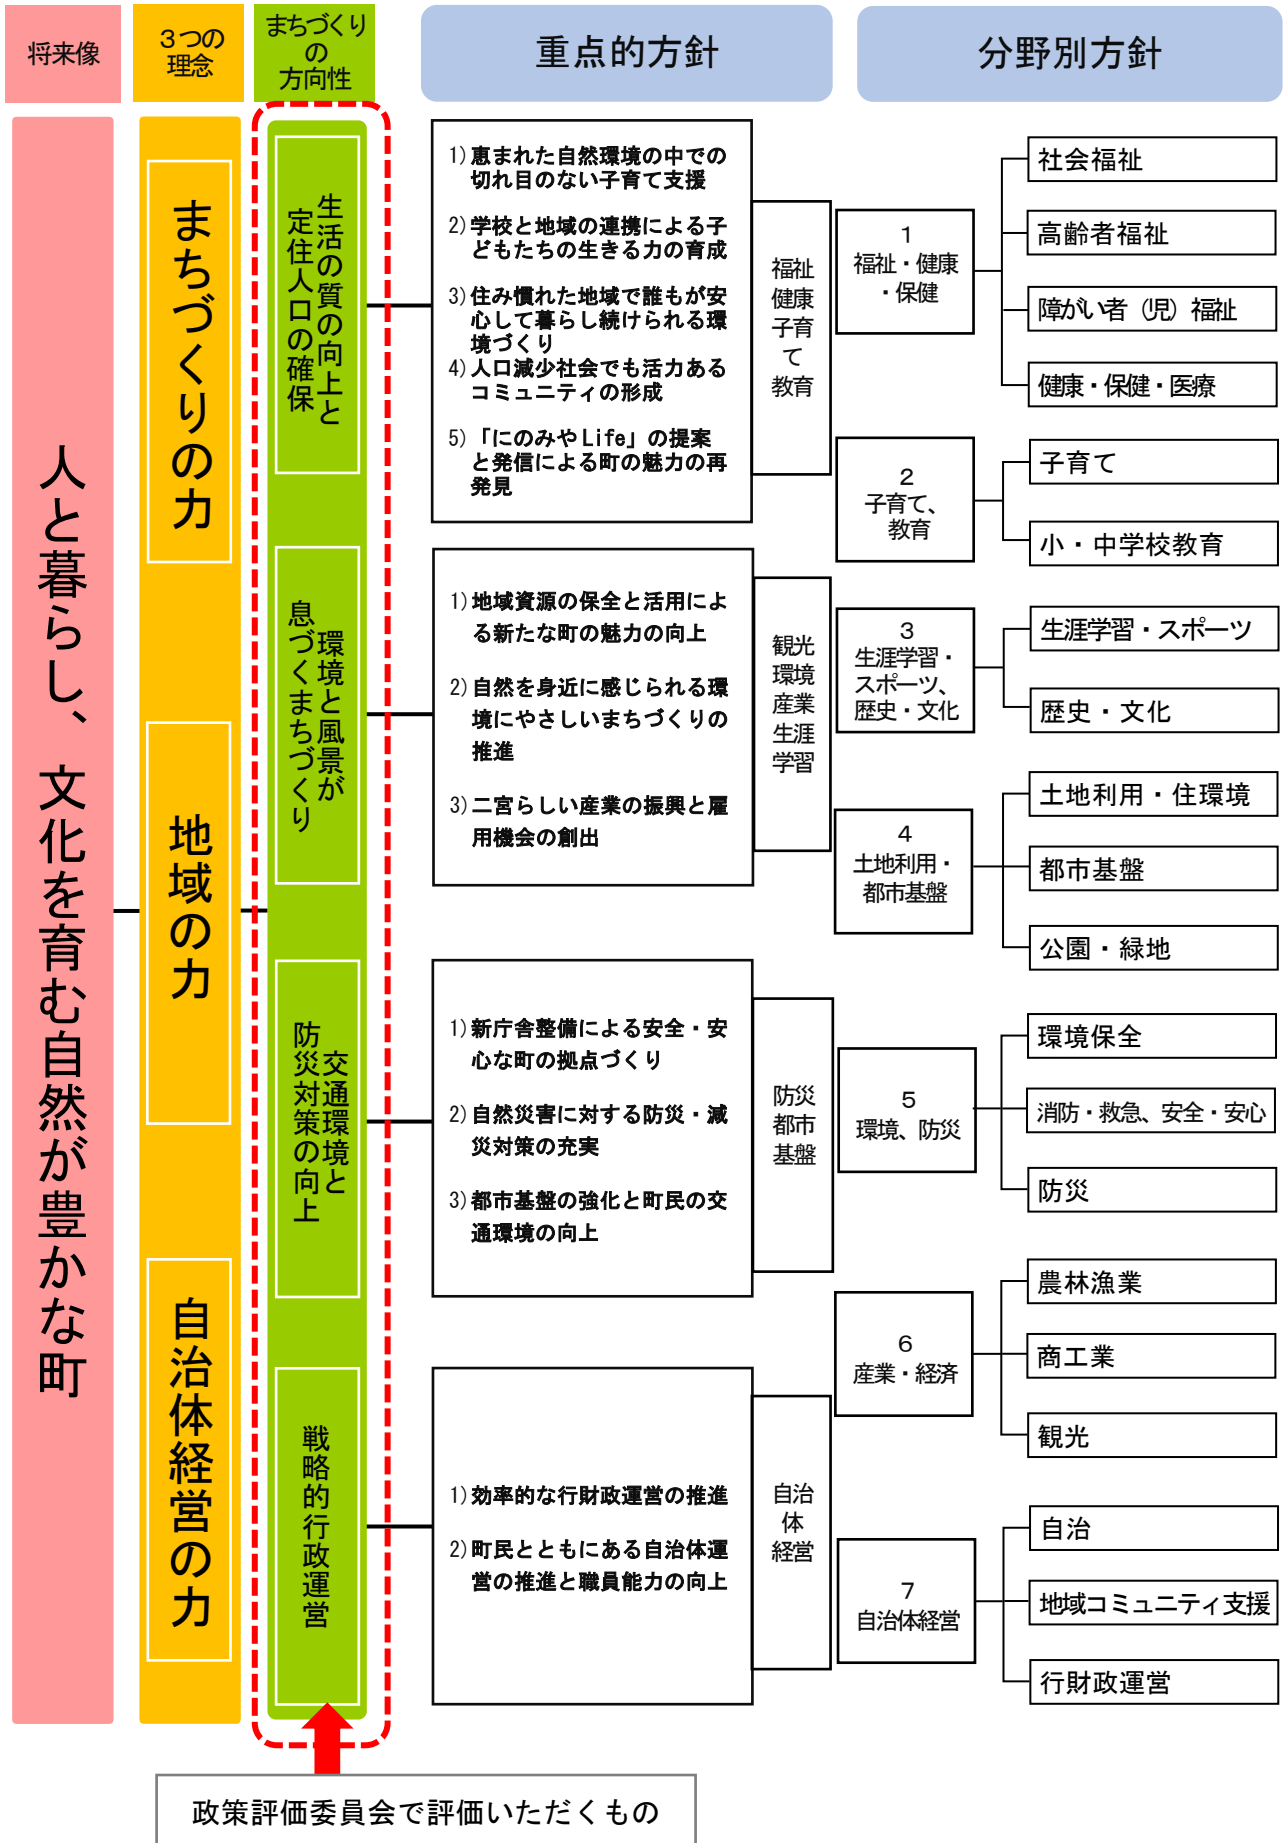 将来像
３つの
理念
まちづくり
の
方向性
重点的方針
分野別方針
人と暮らし、文化を育む自然が豊かな町
まちづくりの力
地域の力
自治体経営の力
生活の質の向上と
定住人口の確保
環境と風景が
息づくまちづくり
交通環境と
防災対策の向上
戦略的行政運営
1) 恵まれた自然環境の中での
切れ目のない子育て支援
2) 学校と地域の連携による子
どもたちの生きる力の育成
3) 住み慣れた地域で誰もが安
心して暮らし続けられる環
境づくり
4) 人口減少社会でも活力ある
コミュニティの形成
5) 「にのみや Life」の提案
と発信による町の魅力の再
発見
福祉
健康
子育
て
教育
1) 地域資源の保全と活用によ
る新たな町の魅力の向上
2) 自然を身近に感じられる環
境にやさしいまちづくりの
推進
3) 二宮らしい産業の振興と雇
用機会の創出
観光
環境
産業
生涯
学習
1) 新庁舎整備による安全・安
心な町の拠点づくり
2) 自然災害に対する防災・減
災対策の充実
3) 都市基盤の強化と町民の交
通環境の向上
防災
都市
基盤
1) 効率的な行財政運営の推進
2) 町民とともにある自治体運
営の推進と職員能力の向上
自治
体
経営
1
福祉・健康
・保健
社会福祉
高齢者福祉
障がい者（児）福祉
健康・保健・医療
2
子育て、
教育
子育て
小・中学校教育
3
生涯学習・
スポーツ、
歴史・文化
生涯学習・スポーツ
歴史・文化
4
土地利用・
都市基盤
土地利用・住環境
都市基盤
公園・緑地
5
環境、防災
環境保全
消防・救急、安全・安心
防災
6
産業・経済
農林漁業
商工業
観光
7
自治体経営
自治
地域コミュニティ支援
行財政運営
政策評価委員会で評価いただくもの